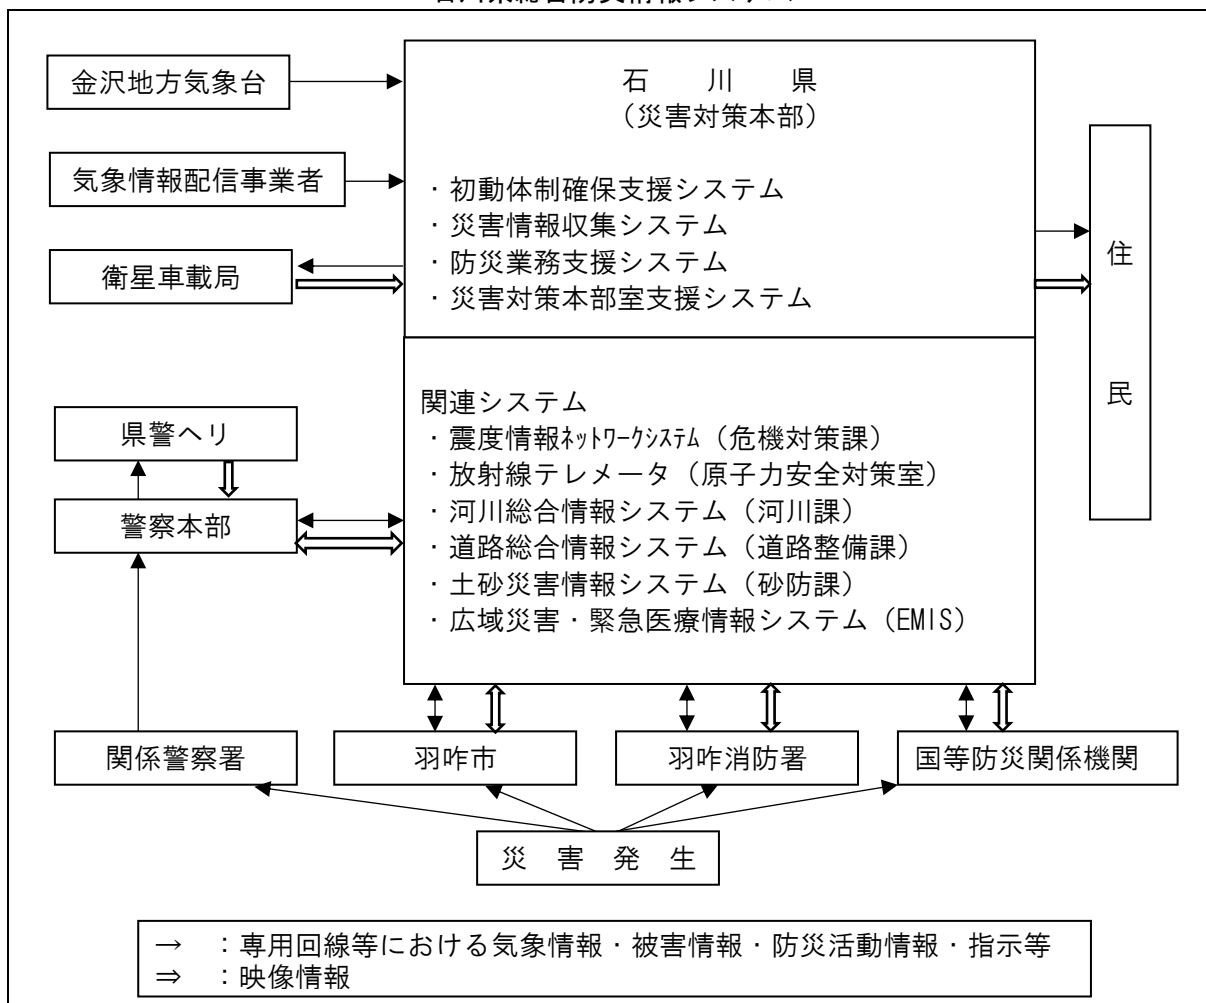 金沢地方気象台
気象情報配信事業者
衛星車載局
石　川　県
（災害対策本部）
・初動体制確保支援システム
・災害情報収集システム
・防災業務支援システム
・災害対策本部室支援システム
住民
県警ヘリ
警察本部
関連システム
・震度情報ﾈｯﾄﾜｰｸｼｽﾃﾑ（危機対策課）
・放射線テレメータ（原子力安全対策室）
・河川総合情報システム（河川課）
・道路総合情報システム（道路整備課）
・土砂災害情報システム（砂防課）
・広域災害・緊急医療情報システム（EMIS）
関係警察署
羽咋市
羽咋消防署
国等防災関係機関
災　害　発　生
→　：専用回線等における気象情報・被害情報・防災活動情報・指示等
⇒　：映像情報